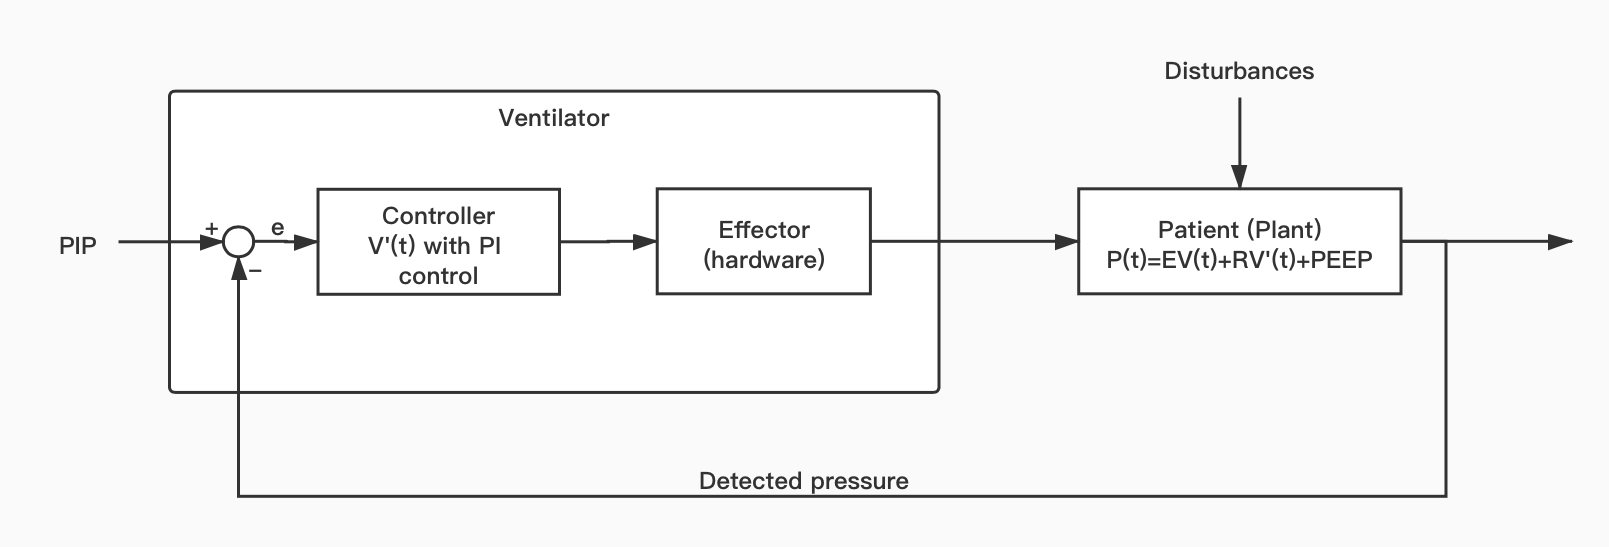 Disturbances
Ventilator
PIP
+
e
−
Controller
V'(t) with PI
control
Effector
(hardware)
Patient (Plant)
P(t)=EV(t)+RV'(t)+PEEP
Detected pressure